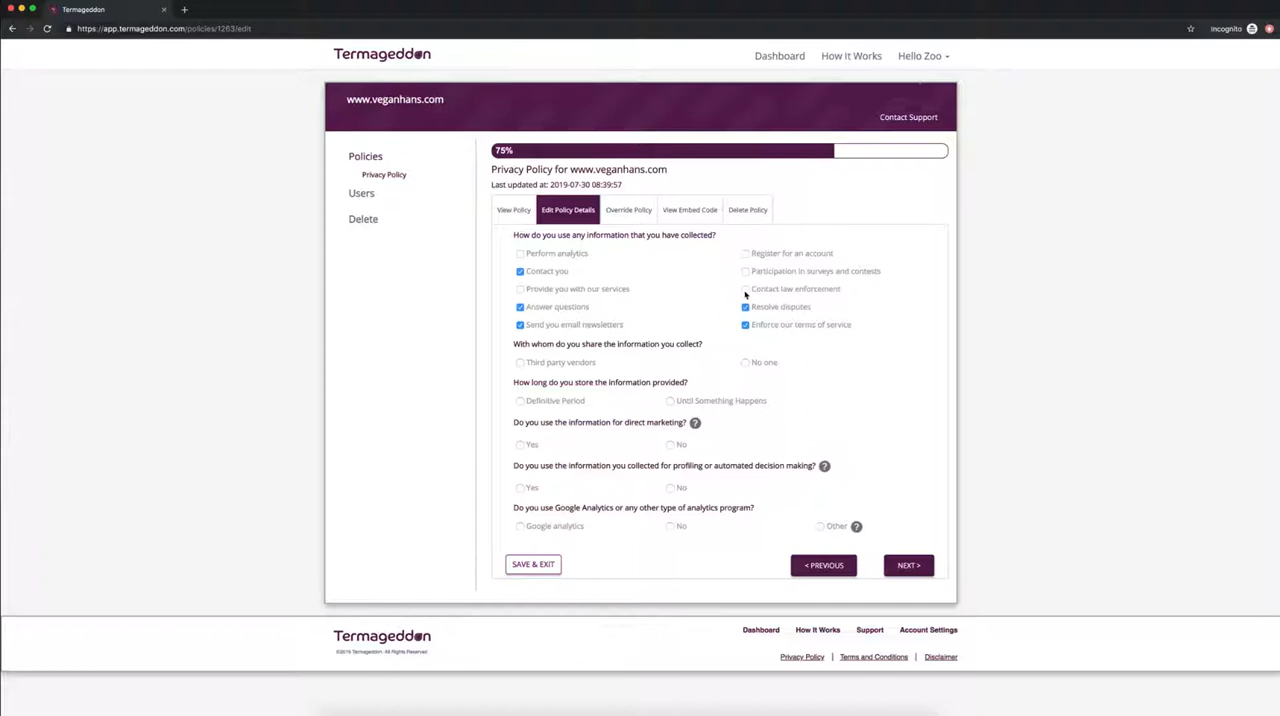 Termageddon
https://app.termageddon.com/policies/1263/edit
Incognito
Termageddon
Dashboard How It Works Hello Zoo
www.veganhans.com
Contact Support
Policies
Privacy Policy
Users
Delete
75%
Privacy Policy for www.veganhans.com
Last updated at: 2019-07-30 08:39:57
View Policy Edit Policy Details Override Policy View Embed Code Delete Policy
How do you use any information that you have collected?
Perform analytics Register for an account
Contact you Participation in surveys and contests
Provide you with our services Contact law enforcement
Answer questions Resolve disputes
Send you email newsletters Enforce our terms of service
With whom do you share the information you collect?
Third party vendors No one
How long do you store the information provided?
Definitive Period Until Something Happens
Do you use the information for direct marketing? ?
Yes No
Do you use the information you collected for profiling or automated decision making? ?
Yes No
Do you use Google Analytics or any other type of analytics program?
Google analytics No Other ?
SAVE & EXIT < PREVIOUS NEXT >
Termageddon
©2019 Termageddon. All Rights Reserved
Dashboard How It Works Support Account Settings
Privacy Policy | Terms and Conditions | Disclaimer